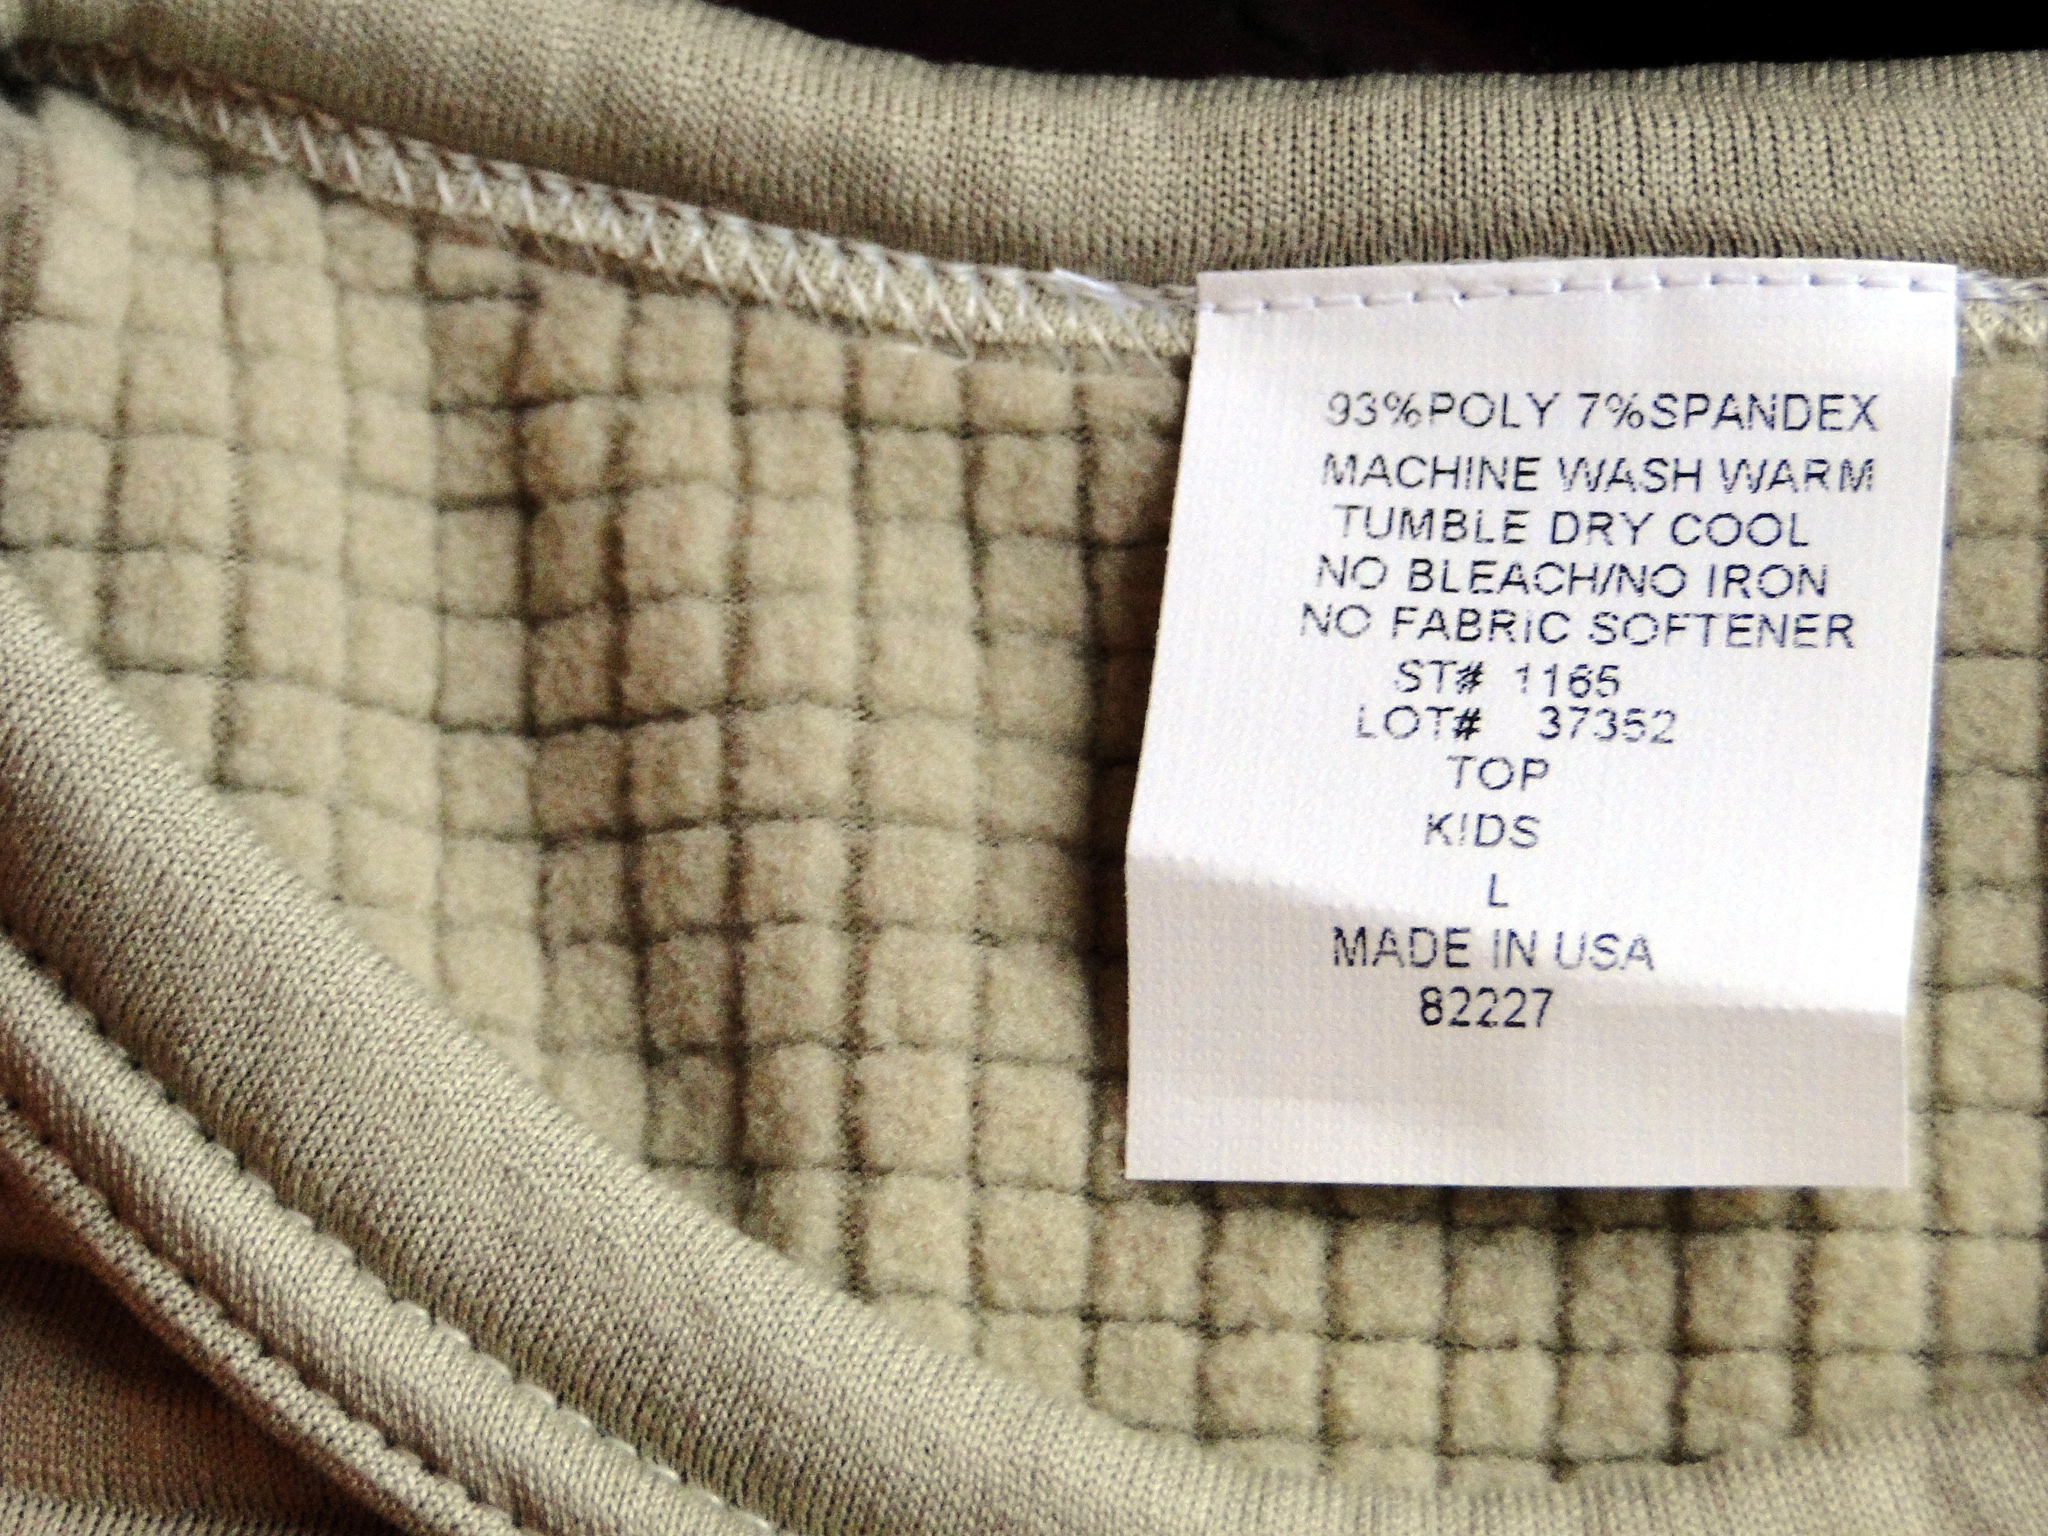 93%POLY 7%SPANDEX
MACHINE WASH WARM
TUMBLE DRY COOL
NO BLEACH/NO IRON
NO FABRIC SOFTENER
ST# 1165
LOT# 37352
TOP
KIDS
L
MADE IN USA
82227